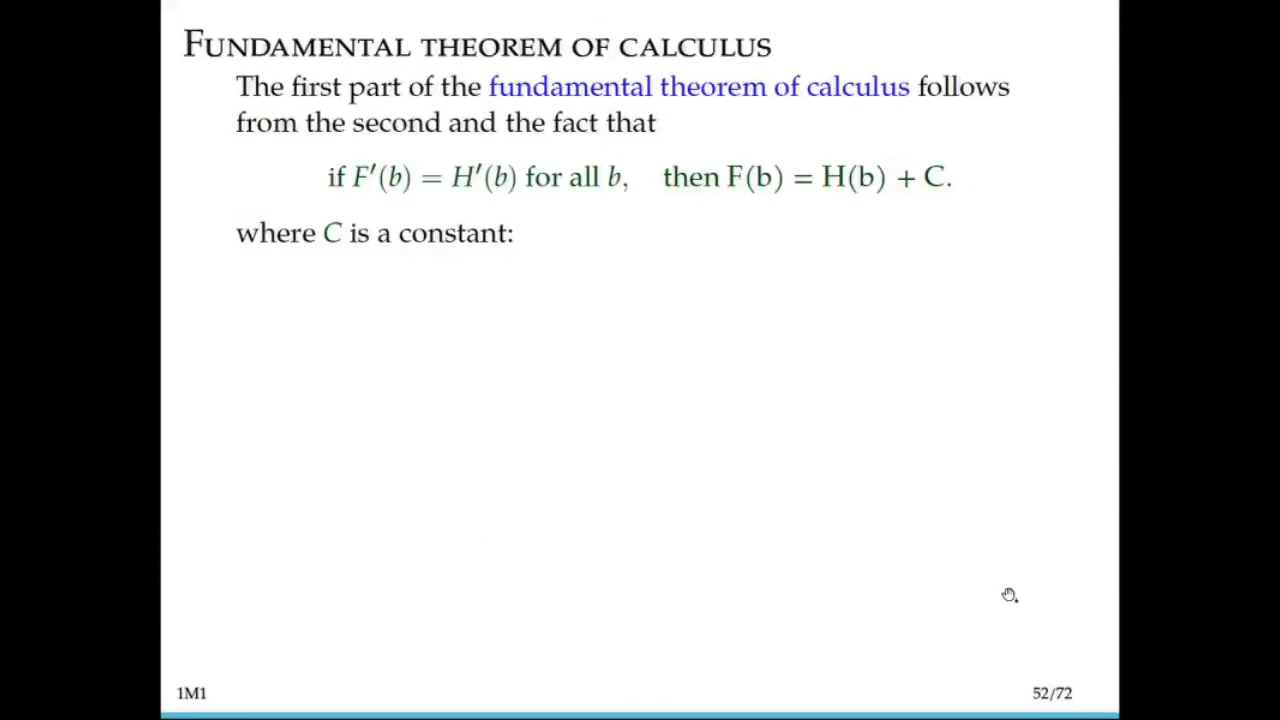 FUNDAMENTAL THEOREM OF CALCULUS
The first part of the fundamental theorem of calculus follows
from the second and the fact that
if F′(b) = H′(b) for all b, then F(b) = H(b) + C.
where C is a constant:
1M1
52/72